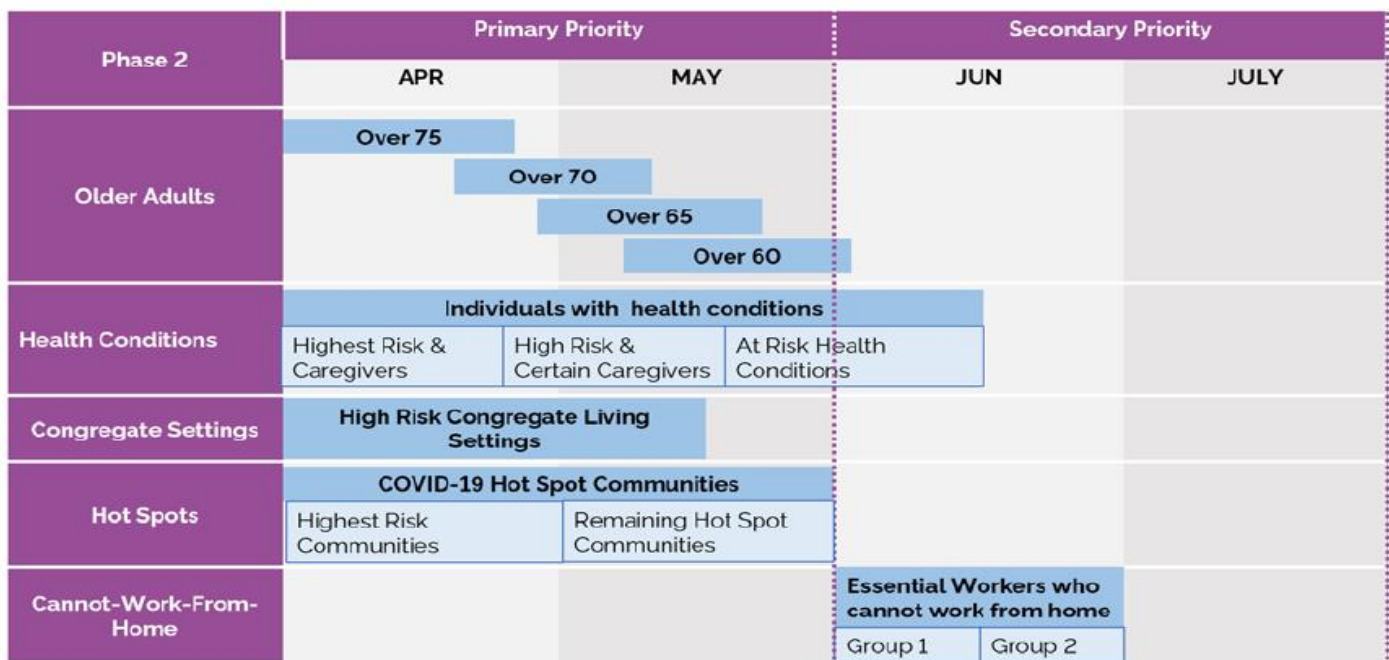 Phase 2
Primary Priority
Secondary Priority
APR
MAY
JUN
JULY
Older Adults
Over 75
Over 70
Over 65
Over 60
Health Conditions
Individuals with health conditions
Highest Risk &
Caregivers
High Risk &
Certain Caregivers
At Risk Health
Conditions
Congregate Settings
High Risk Congregate Living
Settings
Hot Spots
COVID-19 Hot Spot Communities
Highest Risk
Communities
Remaining Hot Spot
Communities
Cannot-Work-From-
Home
Essential Workers who
cannot work from home
Group 1
Group 2